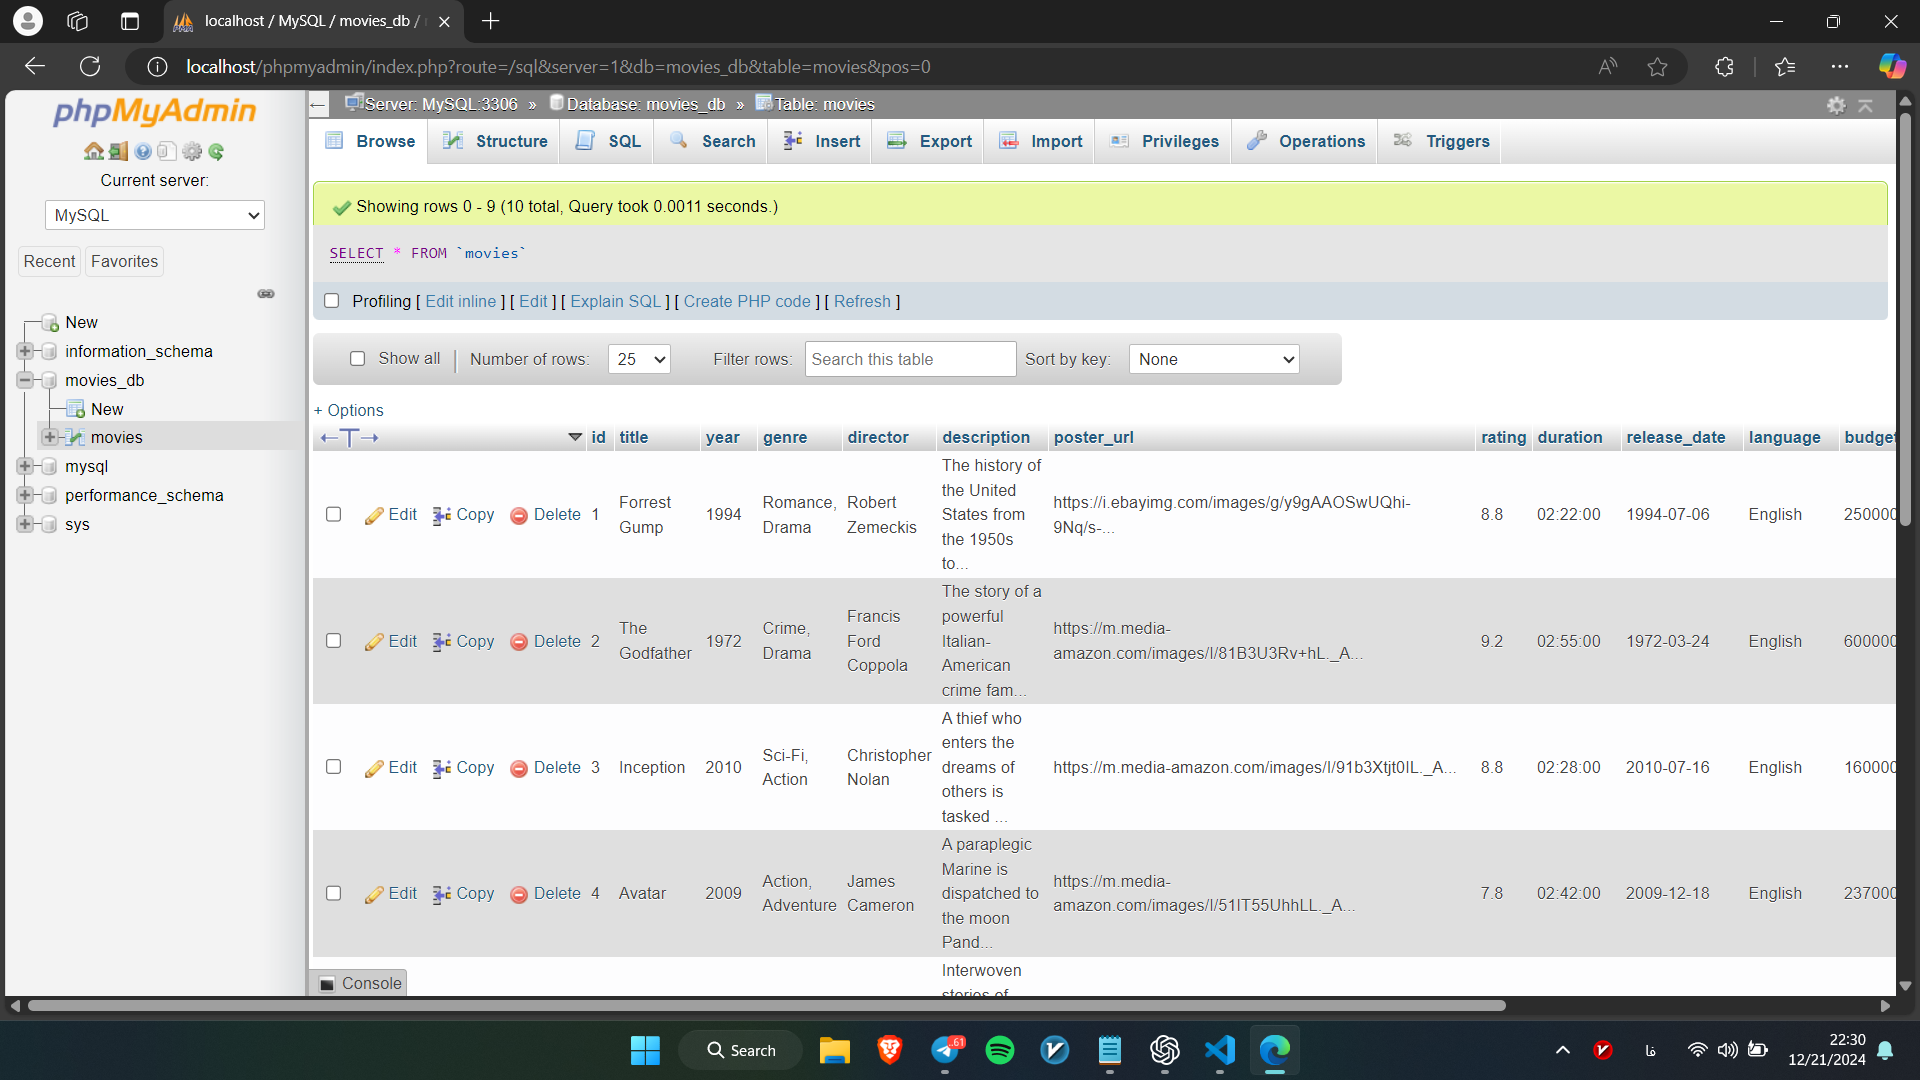 localhost / MySQL / movies_db /
localhost/phpmyadmin/index.php?route=/sql&server=1&db=movies_db&table=movies&pos=0
phpMyAdmin
Current server:
MySQL
Recent
Favorites
New
information_schema
movies_db
New
movies
mysql
performance_schema
sys
Server: MySQL:3306 » Database: movies_db » Table: movies
Browse Structure SQL Search Insert Export Import Privileges Operations Triggers
Showing rows 0 - 9 (10 total, Query took 0.0011 seconds.)
SELECT * FROM `movies`
Profiling [ Edit inline ] [ Edit ] [ Explain SQL ] [ Create PHP code ] [ Refresh ]
Show all | Number of rows: 25 Filter rows: Search this table Sort by key: None
+ Options
←T→ id title year genre director description poster_url rating duration release_date language budget
Edit Copy Delete 1
Forrest
Gump
1994
Romance,
Drama
Robert
Zemeckis
The history of
the United
States from
the 1950s
to...
https://i.ebayimg.com/images/g/y9gAAOSwUQhi-
9Nq/s-...
8.8 02:22:00 1994-07-06 English 250000
Edit Copy Delete 2
The
Godfather
1972
Crime,
Drama
Francis
Ford
Coppola
The story of a
powerful
Italian-
American
crime fam...
https://m.media-
amazon.com/images/I/81B3U3Rv+hL._A...
9.2 02:55:00 1972-03-24 English 600000
Edit Copy Delete 3
Inception
2010
Sci-Fi,
Action
Christopher
Nolan
A thief who
enters the
dreams of
others is
tasked ...
https://m.media-amazon.com/images/I/91b3Xtjt0IL._A...
8.8 02:28:00 2010-07-16 English 160000
Edit Copy Delete 4
Avatar
2009
Action,
Adventure
James
Cameron
A paraplegic
Marine is
dispatched to
the moon
Pand...
https://m.media-
amazon.com/images/I/51IT55UhhLL._A...
7.8 02:42:00 2009-12-18 English 237000
Interwoven
stories of
Console
Search
.61
فا
22:30
12/21/2024